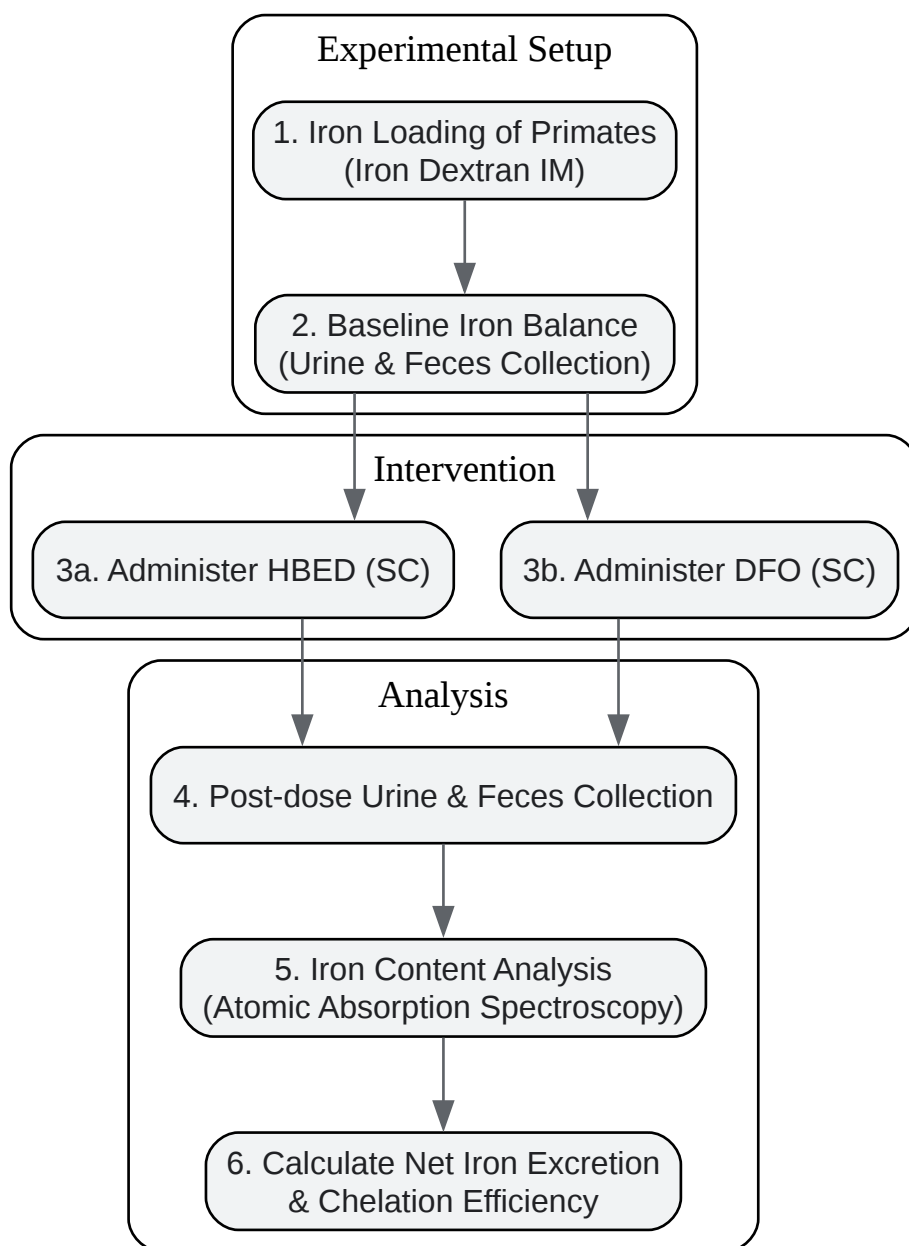 Experimental Setup
1. Iron Loading of Primates
(Iron Dextran IM)
2. Baseline Iron Balance
(Urine & Feces Collection)
Intervention
3a. Administer HBED (SC)
3b. Administer DFO (SC)
Analysis
4. Post-dose Urine & Feces Collection
5. Iron Content Analysis
(Atomic Absorption Spectroscopy)
6. Calculate Net Iron Excretion
& Chelation Efficiency